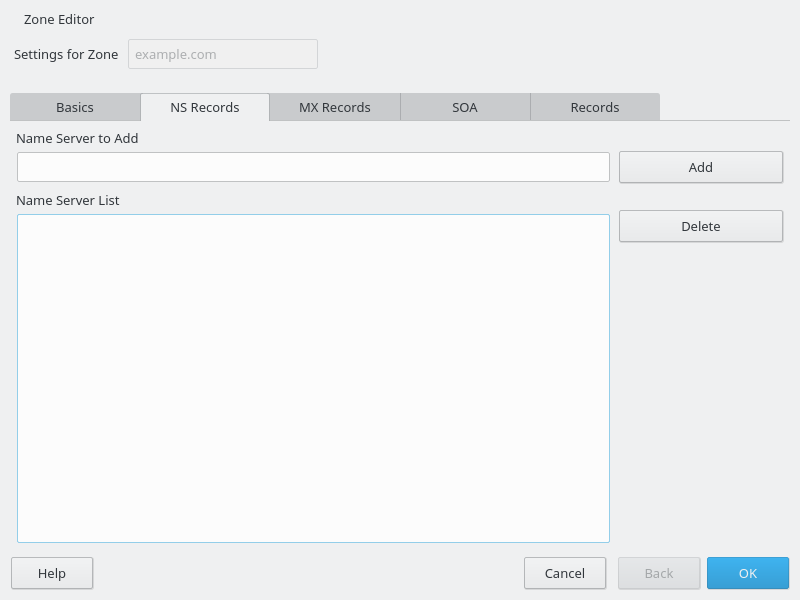 Zone Editor
Settings for Zone example.com
Basics NS Records MX Records SOA Records
Name Server to Add
Add
Name Server List
Delete
Help Cancel Back OK